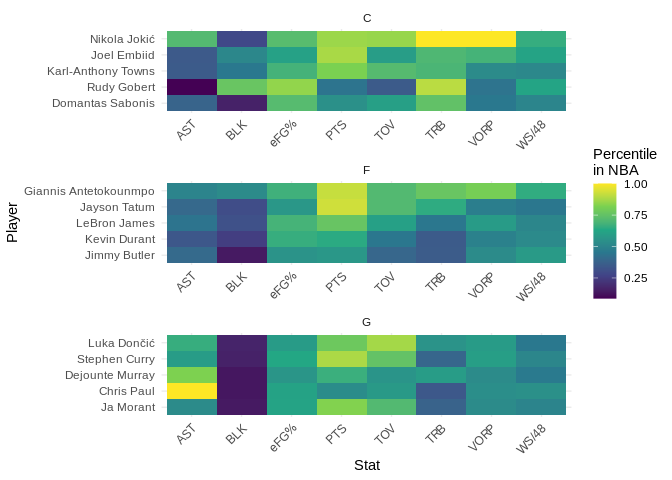 C
Nikola Jokić
Joel Embiid
Karl-Anthony Towns
Rudy Gobert
Domantas Sabonis
AST BLK eFG% PTS TOV TRB VORP WS/48
F
Giannis Antetokounmpo
Jayson Tatum
LeBron James
Kevin Durant
Jimmy Butler
AST BLK eFG% PTS TOV TRB VORP WS/48
G
Luka Dončić
Stephen Curry
Dejounte Murray
Chris Paul
Ja Morant
AST BLK eFG% PTS TOV TRB VORP WS/48
Stat
Player
Percentile
in NBA
1.00
0.75
0.50
0.25